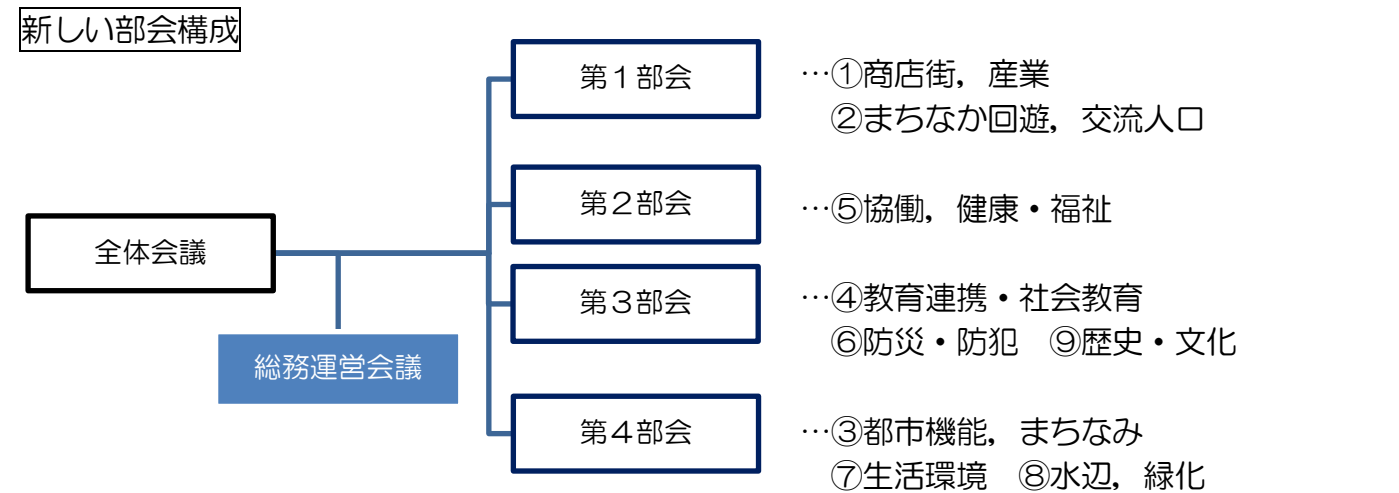 新しい部会構成
第1部会 …①商店街，産業
②まちなか回遊，交流人口
第2部会 …⑤協働，健康・福祉
全体会議
第3部会 …④教育連携・社会教育
⑥防災・防犯　⑨歴史・文化
総務運営会議
第4部会 …③都市機能，まちなみ
⑦生活環境　⑧水辺，緑化